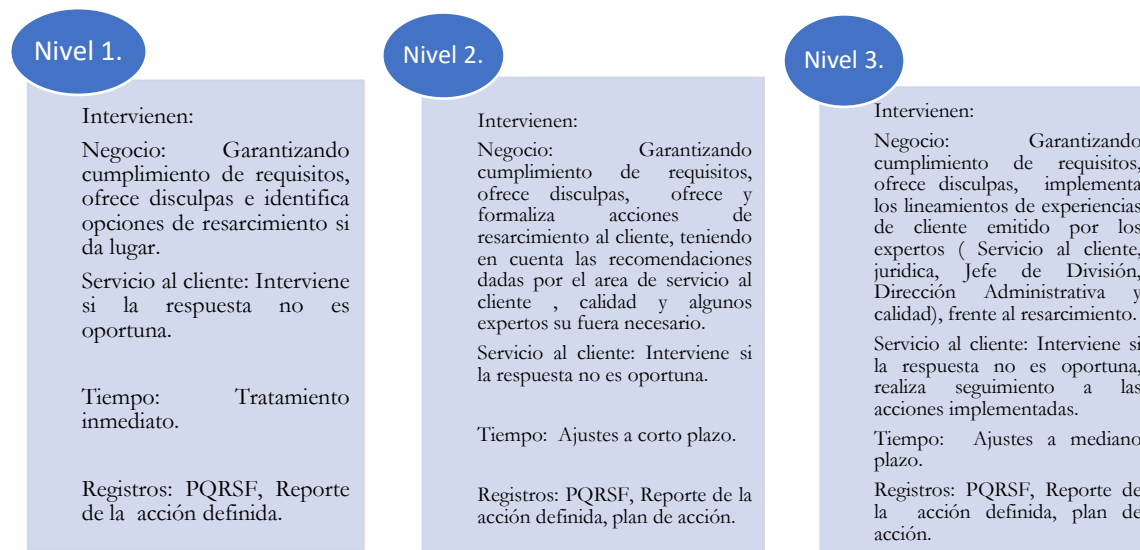 Nivel 1.
Intervienen:
Negocio: Garantizando
cumplimiento de requisitos,
ofrece disculpas e identifica
opciones de resarcimiento si
da lugar.
Servicio al cliente: Interviene
si la respuesta no es
oportuna.
Tiempo: Tratamiento
inmediato.
Registros: PQRSF, Reporte
de la acción definida.
Nivel 2.
Intervienen:
Negocio: Garantizando
cumplimiento de requisitos,
ofrece disculpas, ofrece y
formaliza acciones de
resarcimiento al cliente, teniendo
en cuenta las recomendaciones
dadas por el area de servicio al
cliente , calidad y algunos
expertos su fuera necesario.
Servicio al cliente: Interviene si
la respuesta no es oportuna.
Tiempo: Ajustes a corto plazo.
Registros: PQRSF, Reporte de la
acción definida, plan de acción.
Nivel 3.
Intervienen:
Negocio: Garantizando
cumplimiento de requisitos,
ofrece disculpas, implementa
los lineamientos de experiencias
de cliente emitido por los
expertos ( Servicio al cliente,
juridica, Jefe de División,
Dirección Administrativa y
calidad), frente al resarcimiento.
Servicio al cliente: Interviene si
la respuesta no es oportuna,
realiza seguimiento a las
acciones implementadas.
Tiempo: Ajustes a mediano
plazo.
Registros: PQRSF, Reporte de
la acción definida, plan de
acción.